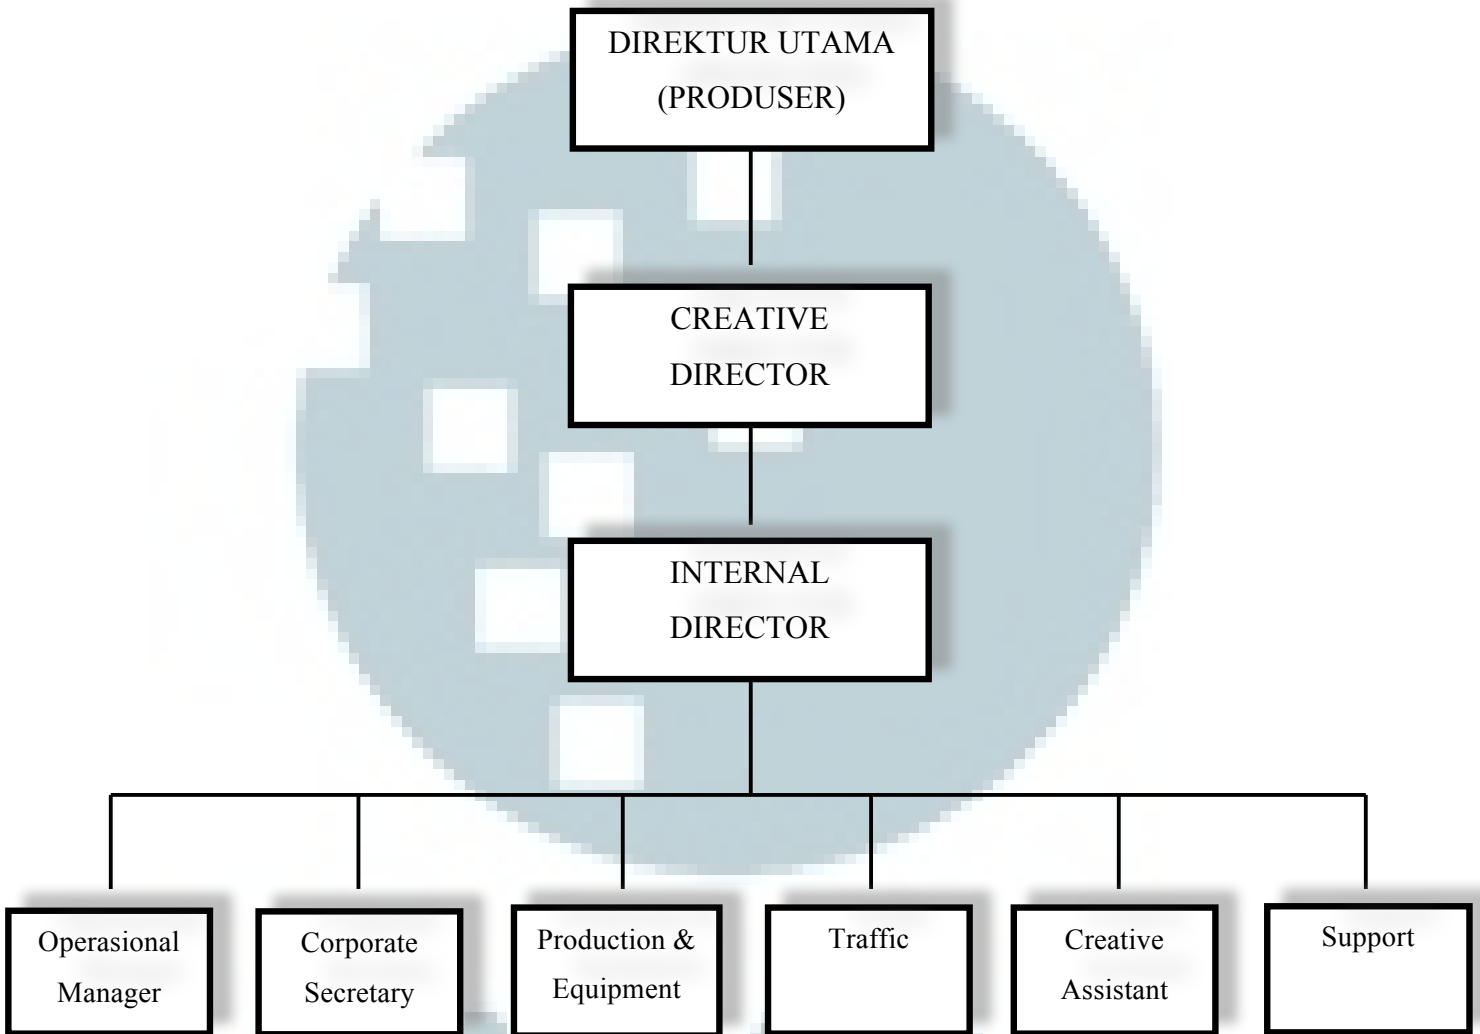 DIREKTUR UTAMA
(PRODUSER)
CREATIVE
DIRECTOR
INTERNAL
DIRECTOR
Operasional
Manager
Corporate
Secretary
Production &
Equipment
Traffic
Creative
Assistant
Support